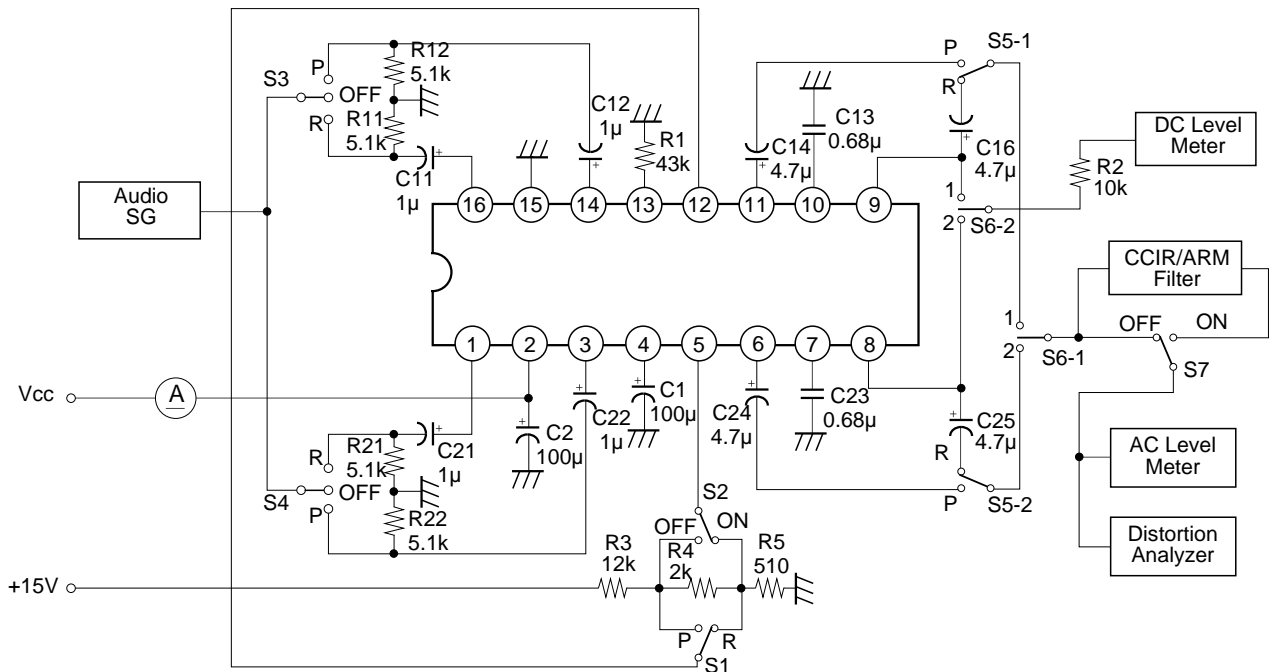 R12
5.1k
P
S3
OFF
R11
5.1k
R
C12
1µ
C11
1µ
R1
43k
C14
4.7µ
C13
0.68µ
P
S5-1
R
C16
4.7µ
DC Level
Meter
R2
10k
Audio
SG
16
15
14
13
12
11
10
9
1
2
S6-2
CCIR/ARM
Filter
1
2
S6-1
OFF
ON
S7
1
2
3
4
5
6
7
8
Vcc
A
C2
100µ
C22
1µ
C1
100µ
C24
4.7µ
C23
0.68µ
C25
4.7µ
R
P
S5-2
R21
5.1k
C21
1µ
R
S4
OFF
P
R22
5.1k
AC Level
Meter
Distortion
Analyzer
S2
OFF
ON
R3
12k
R4
2k
R5
510
+15V
P
R
S1
+
+
+
+
+
+
+
+
+
+
+
+